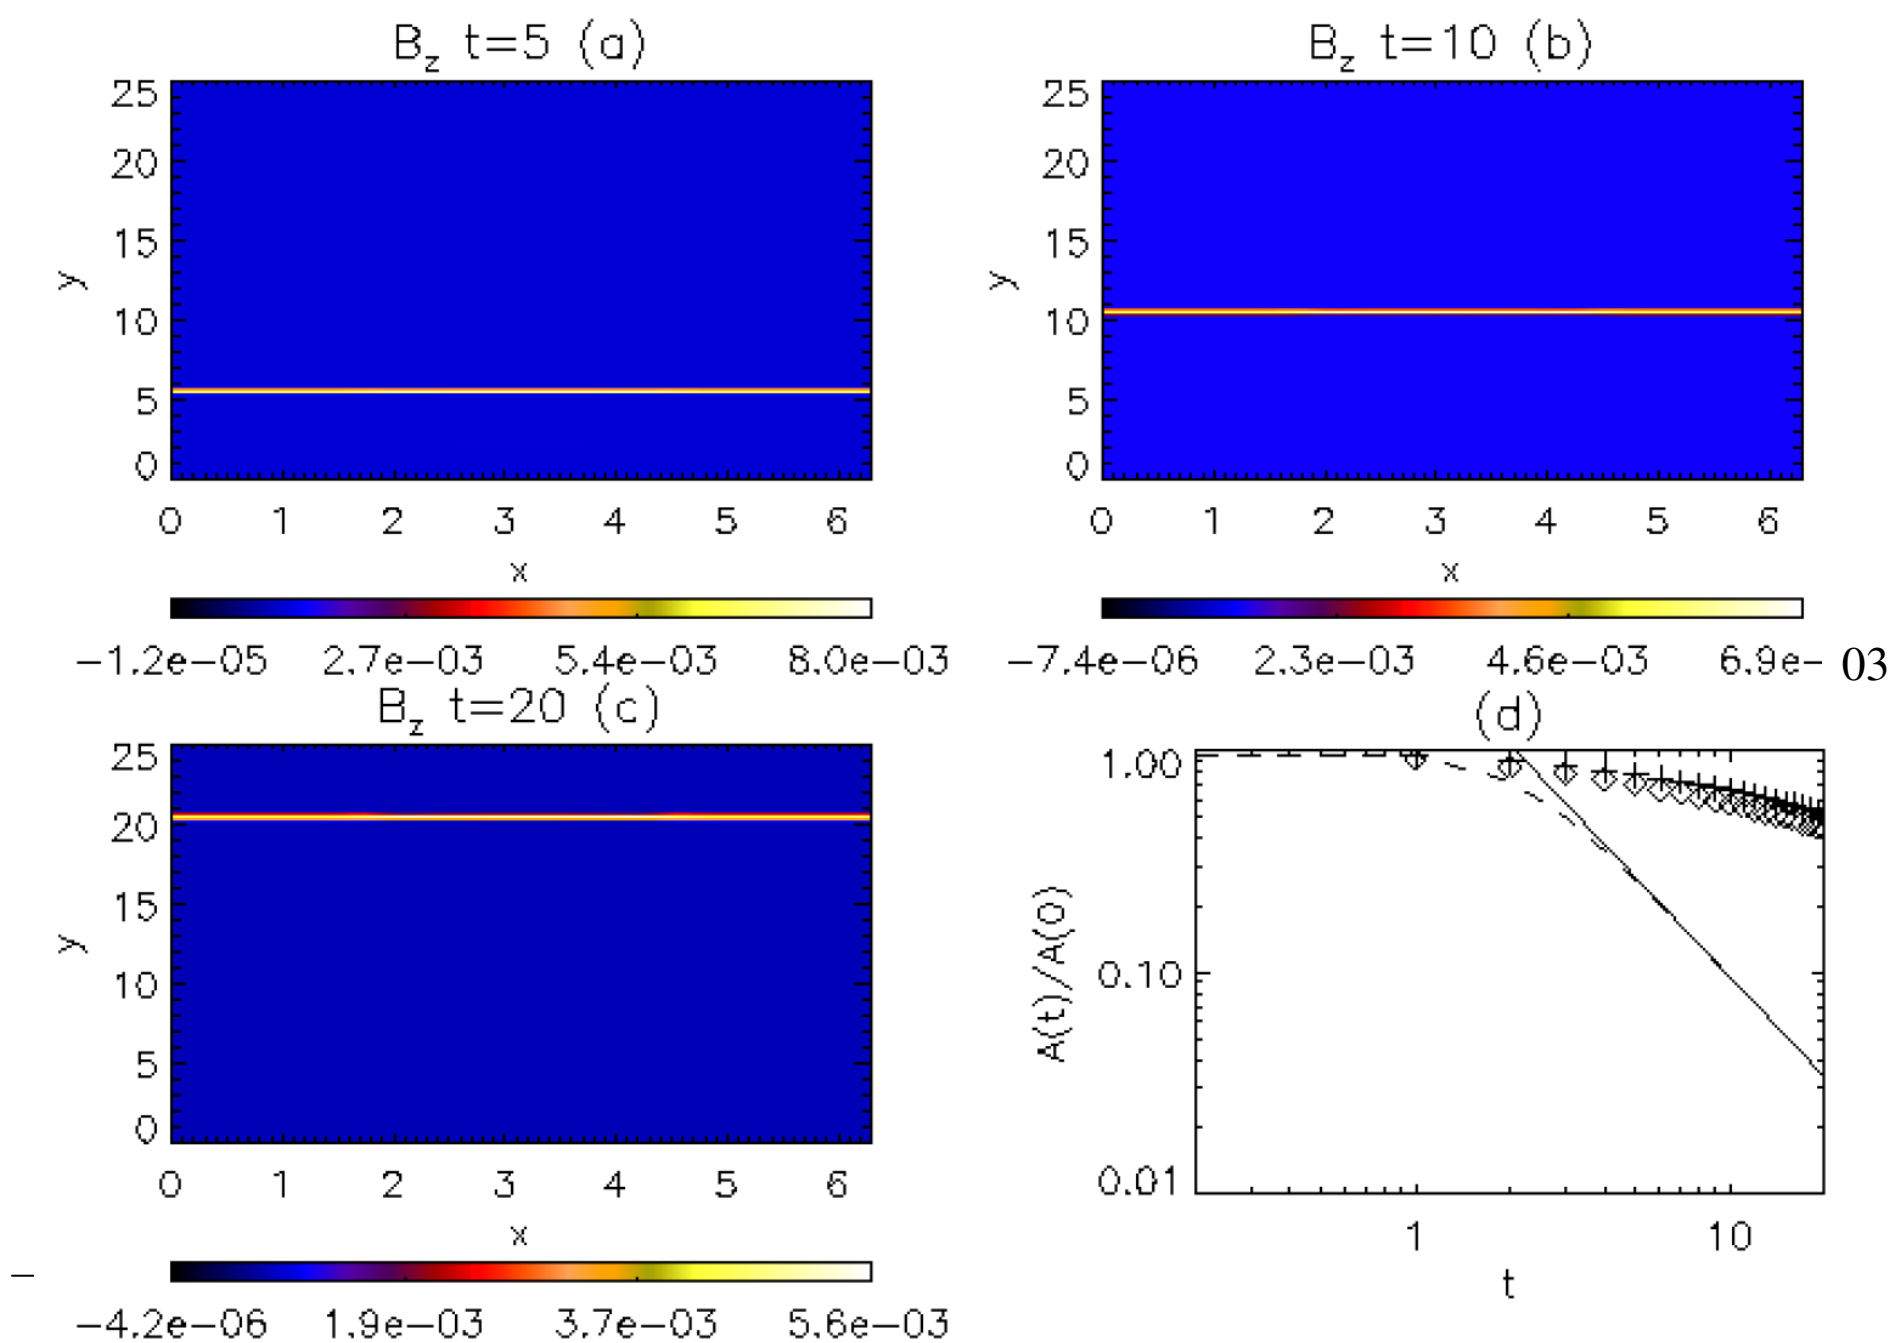 B_z t=5 (a)
25
20
15
10
5
0
y
0 1 2 3 4 5 6
x
−1.2e−05 2.7e−03 5.4e−03 8.0e−03
B_z t=10 (b)
25
20
15
10
5
0
y
0 1 2 3 4 5 6
x
−7.4e−06 2.3e−03 4.6e−03 6.9e− 03
B_z t=20 (c)
25
20
15
10
5
0
y
0 1 2 3 4 5 6
x
−4.2e−06 1.9e−03 3.7e−03 5.6e−03
(d)
1.00
0.10
0.01
A(t)/A(0)
1 10
t